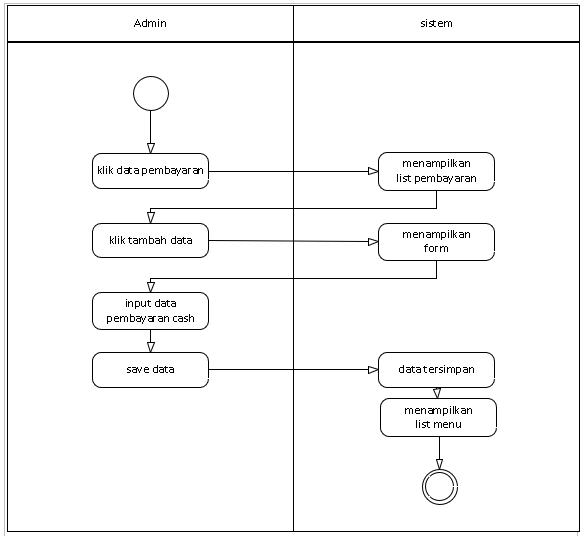 Admin
sistem
klik data pembayaran
menampilkan
list pembayaran
klik tambah data
menampilkan
form
input data
pembayaran cash
save data
data tersimpan
menampilkan
list menu